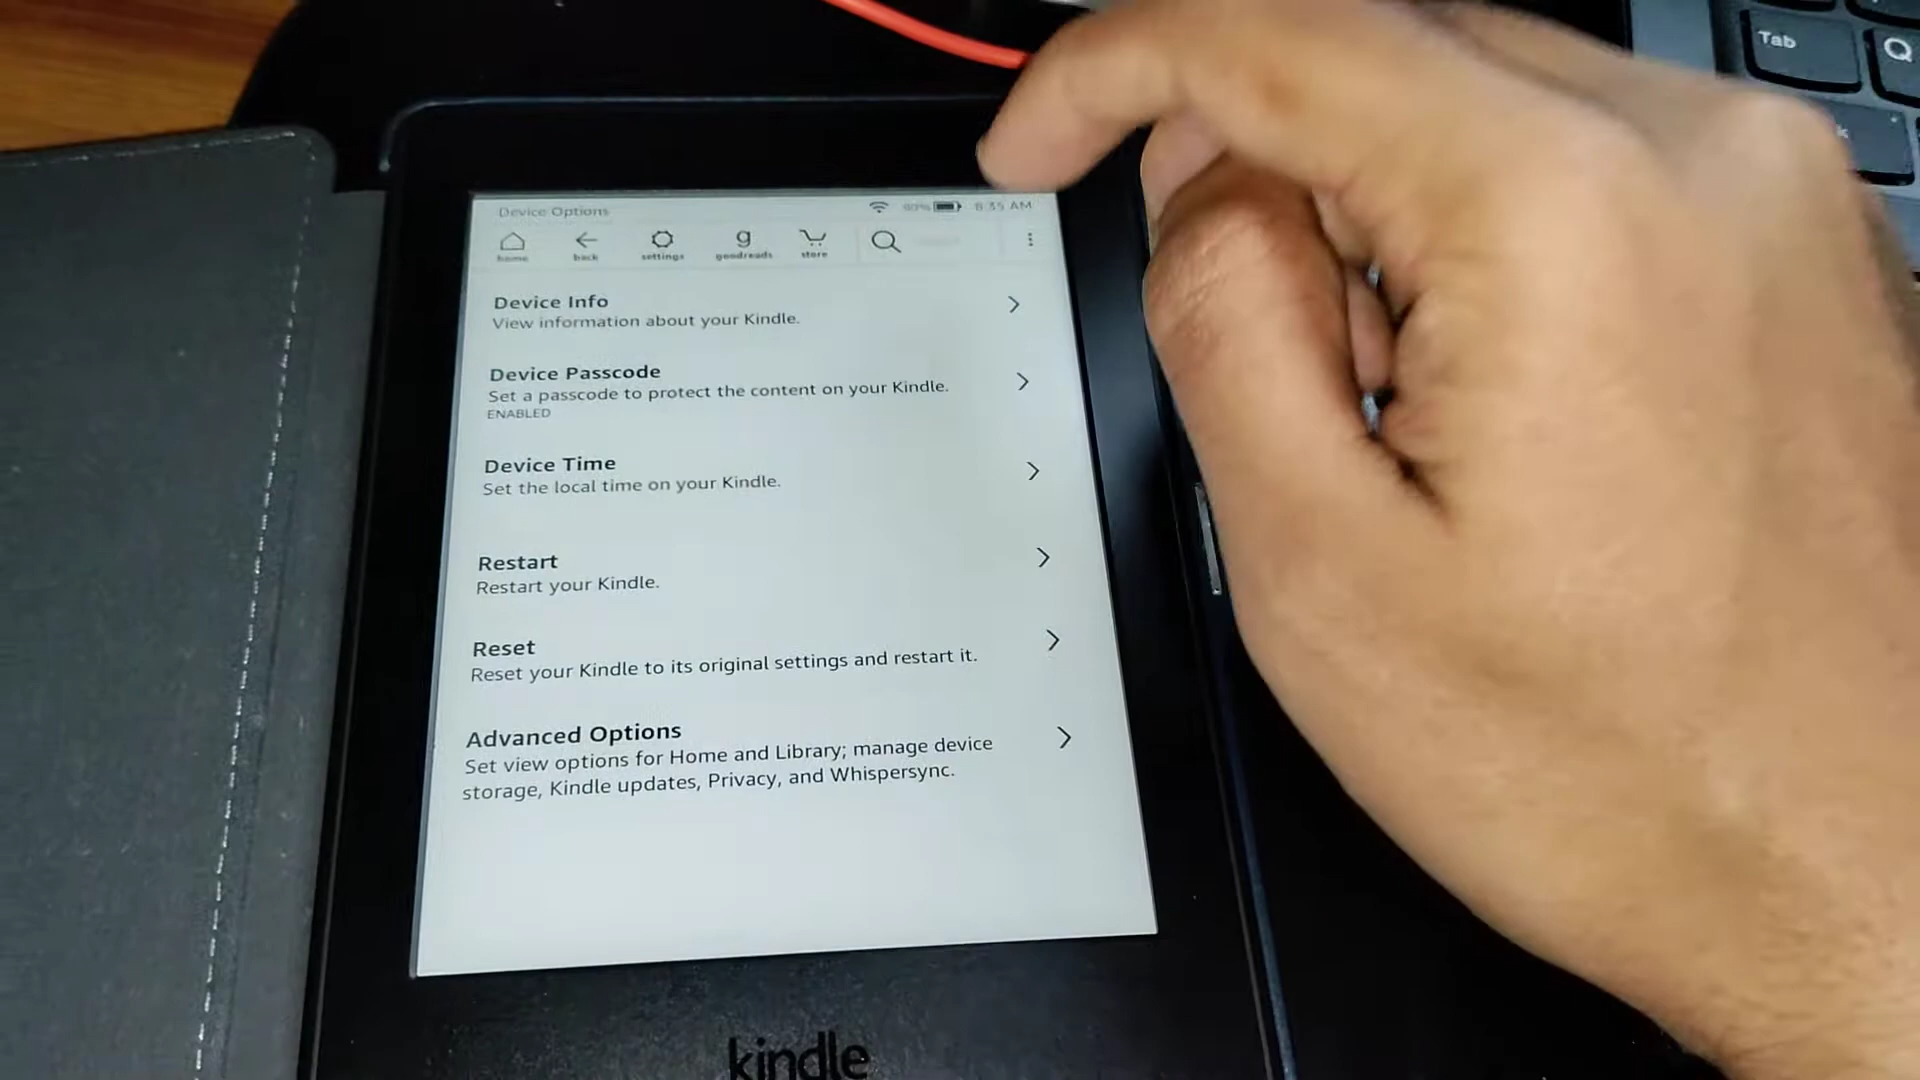 Tab
Q
Device Options
8:35 AM
home
back
settings
g
goodreads
store
Device Info
View information about your Kindle.
Device Passcode
Set a passcode to protect the content on your Kindle.
ENABLED
Device Time
Set the local time on your Kindle.
Restart
Restart your Kindle.
Reset
Reset your Kindle to its original settings and restart it.
Advanced Options
Set view options for Home and Library; manage device
storage, Kindle updates, Privacy, and Whispersync.
kindle